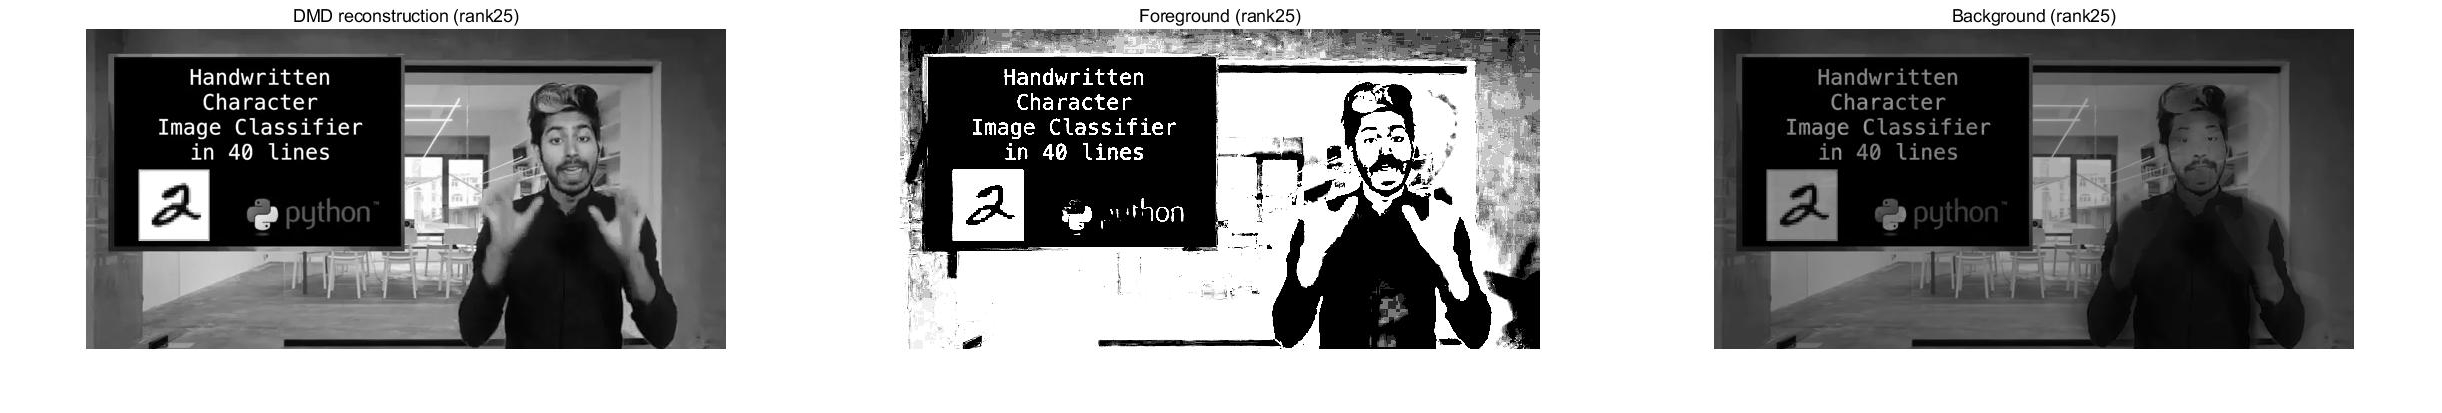 DMD reconstruction (rank25)
Handwritten
Character
Image Classifier
in 40 lines
2
python™
Foreground (rank25)
Handwritten
Character
Image Classifier
in 40 lines
2
python
Background (rank25)
Handwritten
Character
Image Classifier
in 40 lines
2
python™